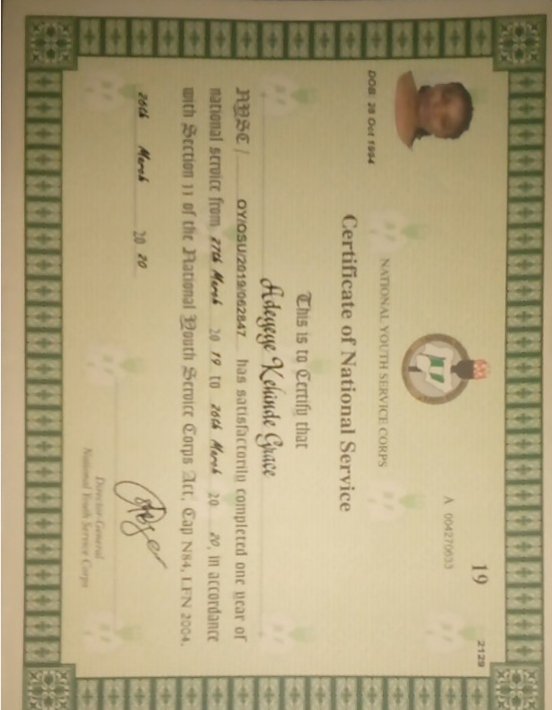 19
2129
A 004270633
NATIONAL YOUTH SERVICE CORPS
DOB: 28 Oct 1994
Certificate of National Service
This is to Certify that
Adeyeye Kehinde Grace
NYSC/ OY/OSU/2019/062847 has satisfactorily completed one year of
national service from 27th March 20 19 to 26th March 20 20, in accordance
with Section 11 of the National Youth Service Corps Act, Cap N84, LFN 2004.
26th March 20 20
Director-General
National Youth Service Corps